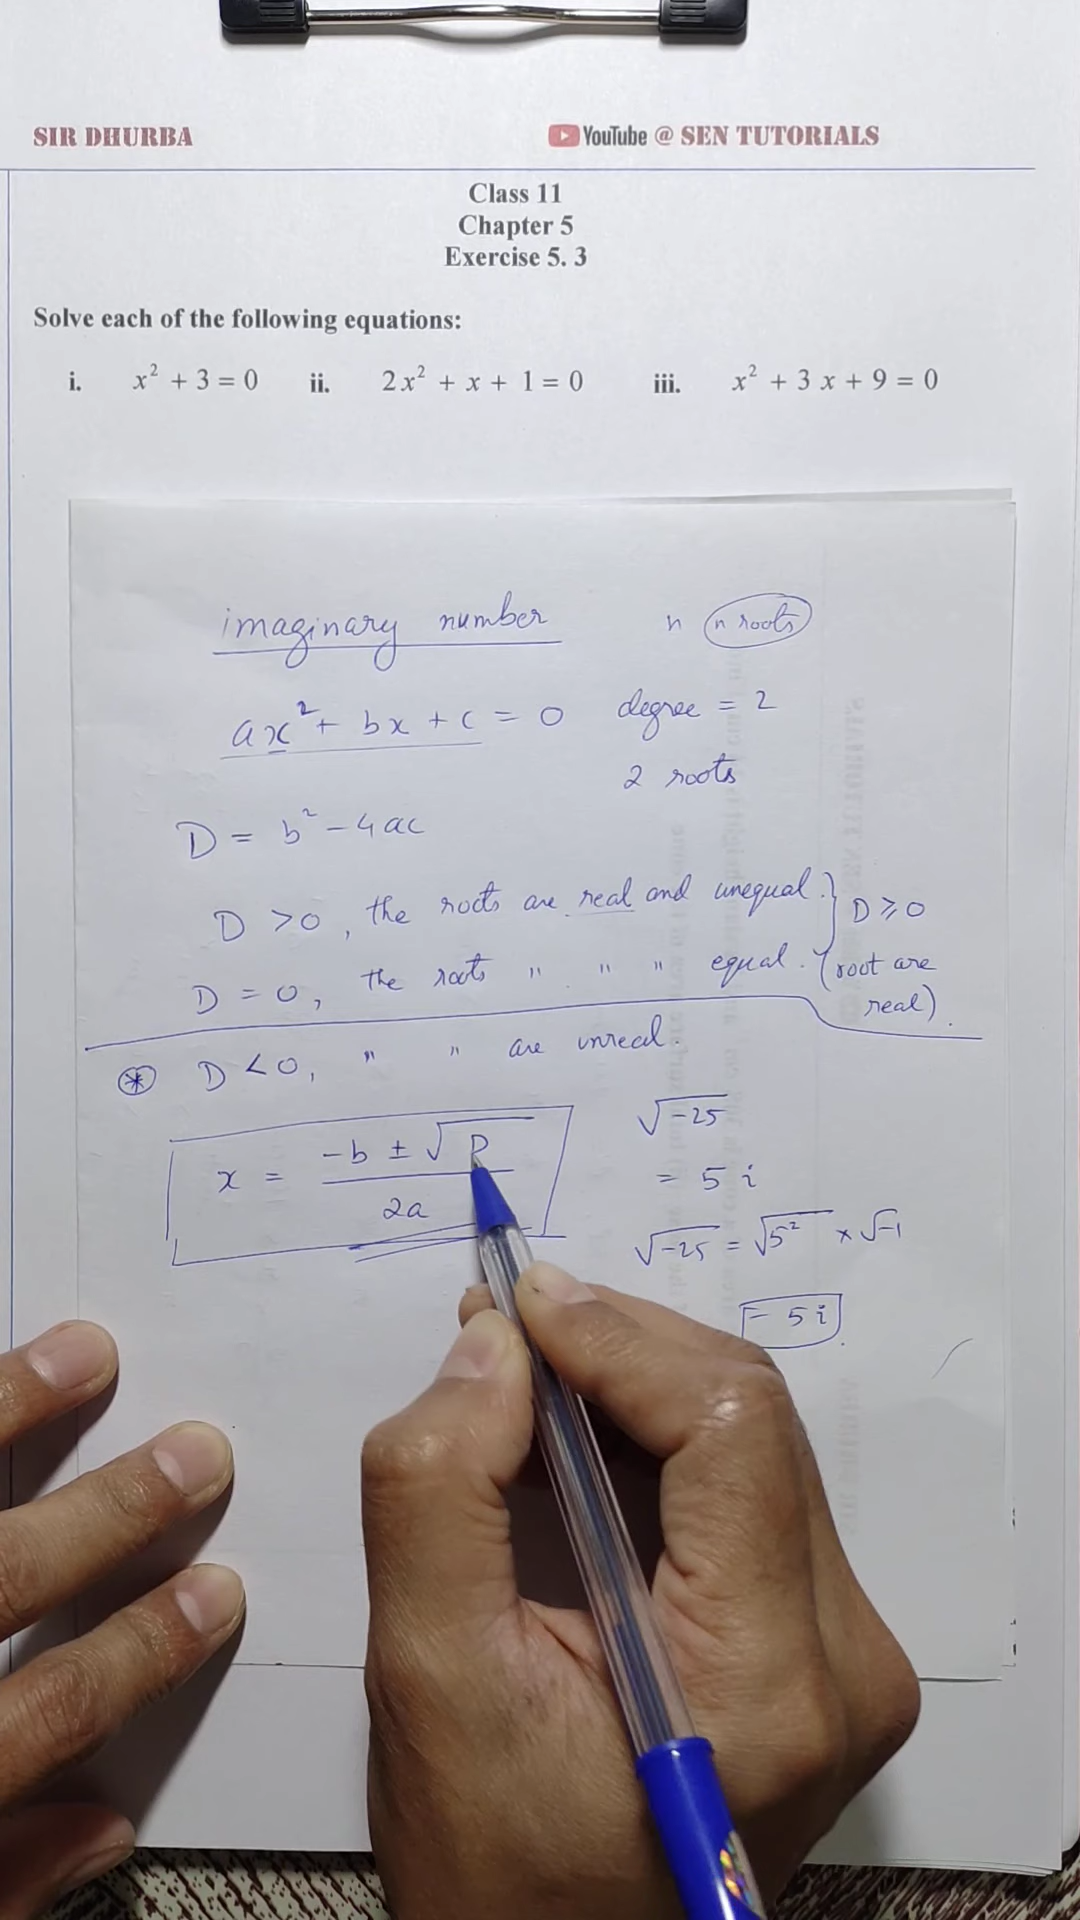 SIR DHURBA
YouTube @ SEN TUTORIALS
Class 11
Chapter 5
Exercise 5. 3
Solve each of the following equations:
i. x² + 3 = 0 ii. 2x² + x + 1 = 0 iii. x² + 3 x + 9 = 0
imaginary number n n roots
ax² + bx + c = 0 degree = 2
2 roots
D = b² - 4ac
D > 0, the roots are real and unequal. } D ⩾ 0
D = 0, the roots " " " equal. (root are
real).
* D < 0, " " are unreal.
x = (-b ± √D) / 2a
√-25
= 5 i
√-25 = √5² × √-1
= 5 i